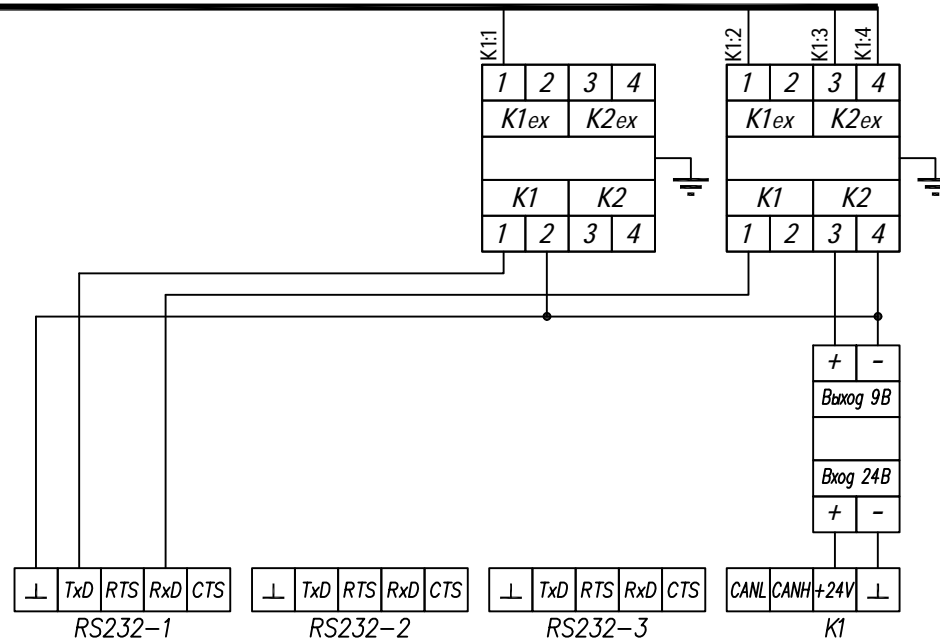 K1:1 K1:2 K1:3 K1:4
1 2 3 4 1 2 3 4
K1ex K2ex K1ex K2ex
K1 K2 K1 K2
1 2 3 4 1 2 3 4
+ -
Выход 9В
Вход 24В
+ -
⊥ TxD RTS RxD CTS ⊥ TxD RTS RxD CTS ⊥ TxD RTS RxD CTS CANL CANH +24V ⊥
RS232-1 RS232-2 RS232-3 K1